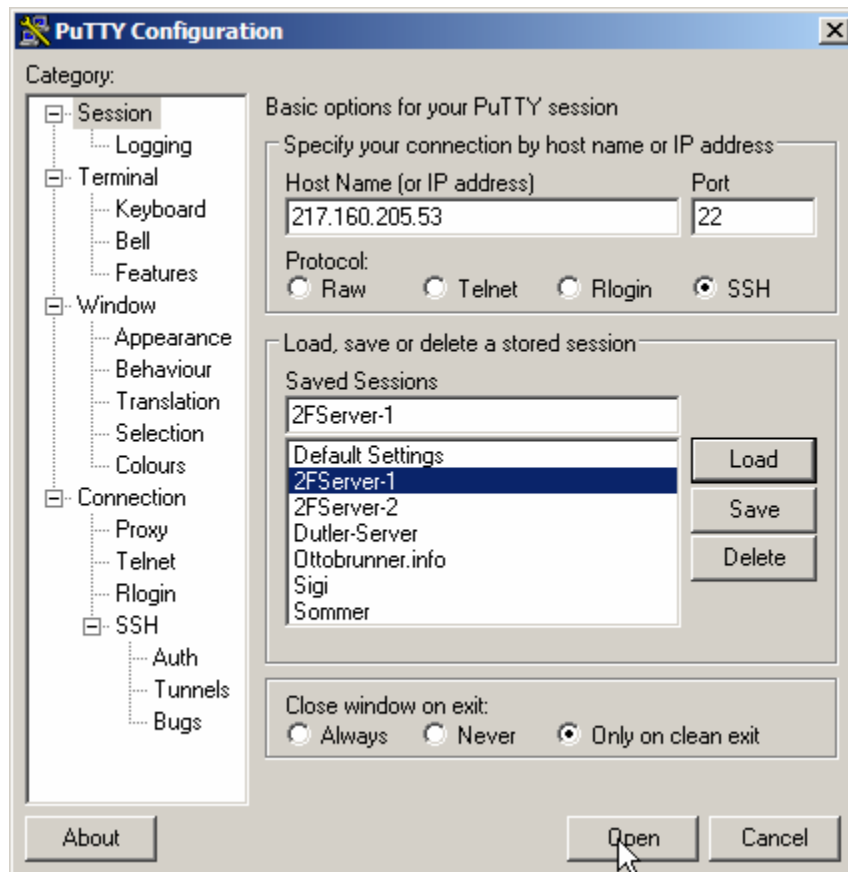 PuTTY Configuration
Category:
Session
Logging
Terminal
Keyboard
Bell
Features
Window
Appearance
Behaviour
Translation
Selection
Colours
Connection
Proxy
Telnet
Rlogin
SSH
Auth
Tunnels
Bugs
Basic options for your PuTTY session
Specify your connection by host name or IP address
Host Name (or IP address) Port
217.160.205.53 22
Protocol:
Raw Telnet Rlogin SSH
Load, save or delete a stored session
Saved Sessions
2FServer-1
Default Settings
2FServer-1
2FServer-2
Dutler-Server
Ottobrunner.info
Sigi
Sommer
Load
Save
Delete
Close window on exit:
Always Never Only on clean exit
About Open Cancel